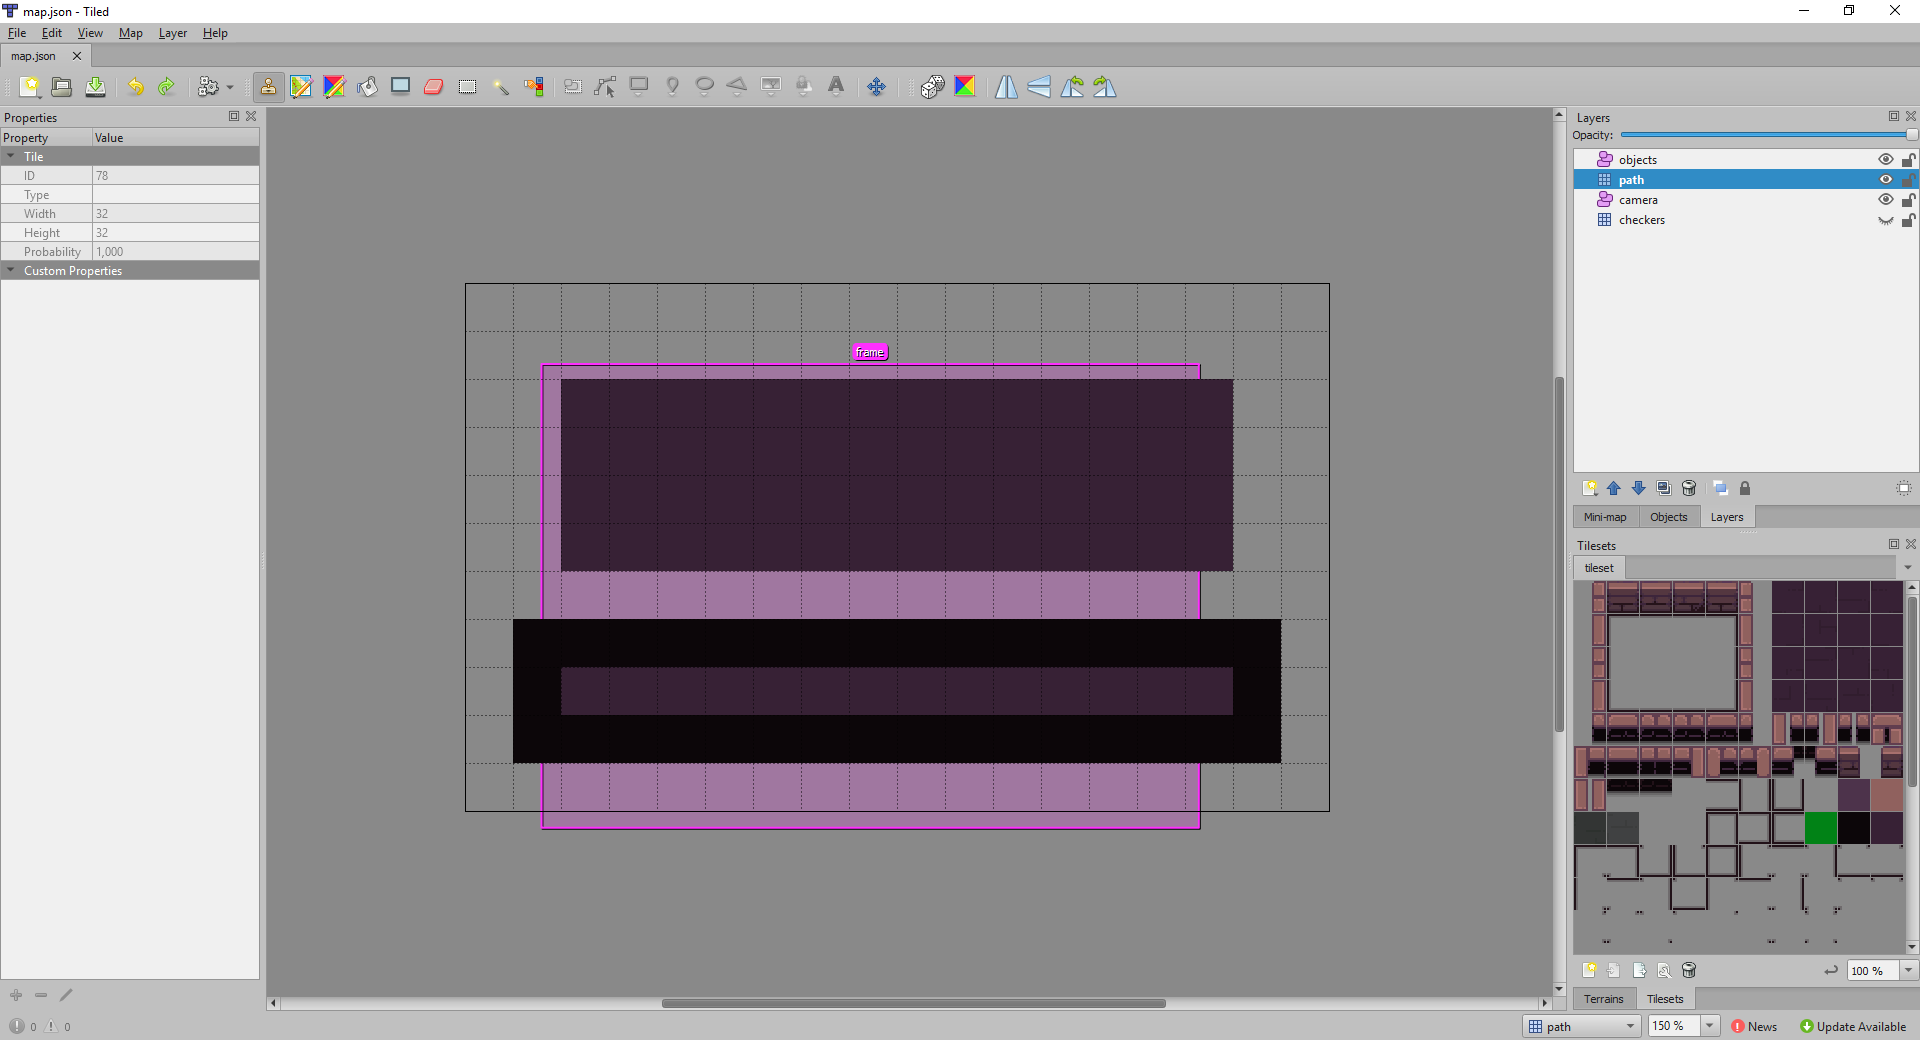 map.json - Tiled
File Edit View Map Layer Help
map.json
Properties
Property Value
Tile
ID 78
Type
Width 32
Height 32
Probability 1,000
Custom Properties
0 0
frame
Layers
Opacity:
objects
path
camera
checkers
Mini-map Objects Layers
Tilesets
tileset
100 %
Terrains Tilesets
path 150 % News Update Available